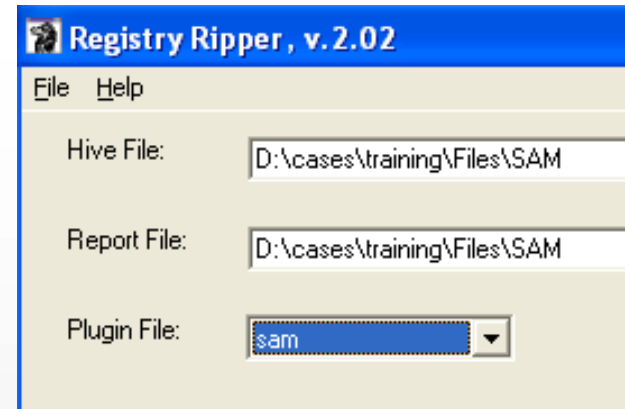 Registry Ripper, v.2.02
File Help
Hive File: D:\cases\training\Files\SAM
Report File: D:\cases\training\Files\SAM
Plugin File: sam